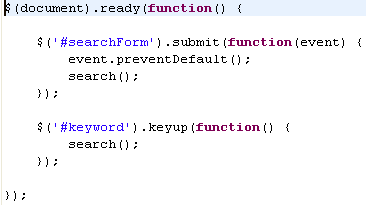 $(document).ready(function() {
$('#searchForm').submit(function(event) {
event.preventDefault();
search();
});
$('#keyword').keyup(function() {
search();
});
});